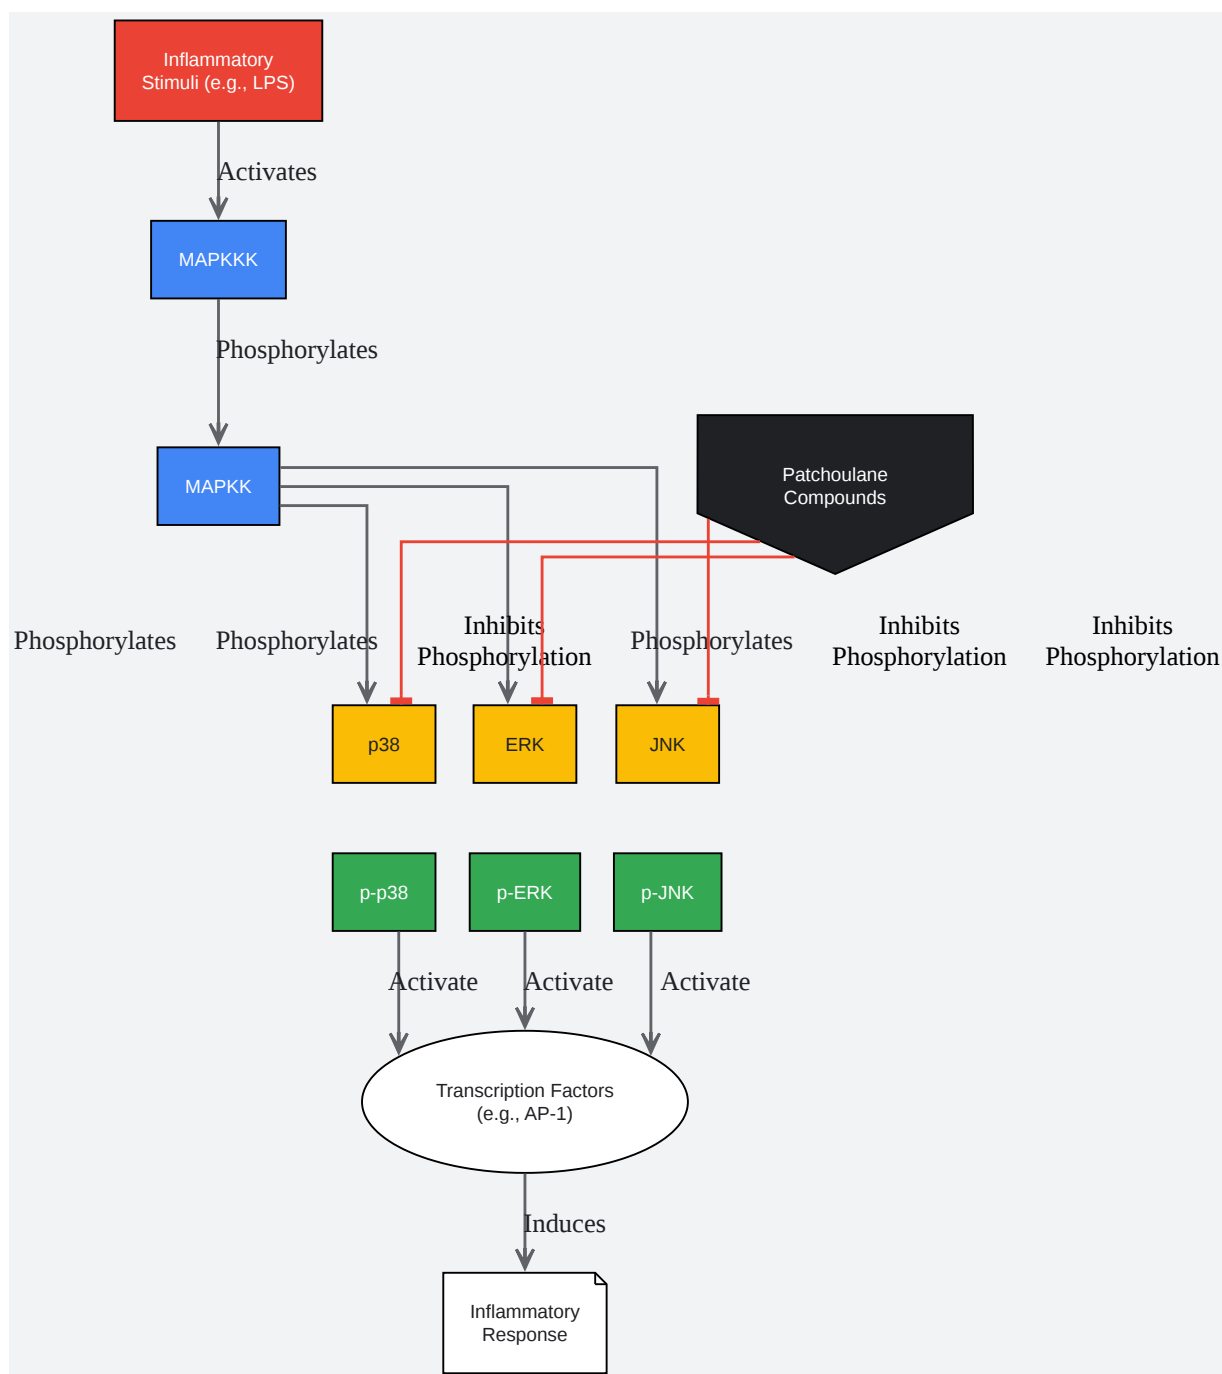 Inflammatory
Stimuli (e.g., LPS)
Activates
MAPKKK
Phosphorylates
MAPKK
Patchoulane
Compounds
Phosphorylates
Phosphorylates
Inhibits
Phosphorylation
Phosphorylates
Inhibits
Phosphorylation
Inhibits
Phosphorylation
p38
ERK
JNK
p-p38
p-ERK
p-JNK
Activate
Activate
Activate
Transcription Factors
(e.g., AP-1)
Induces
Inflammatory
Response